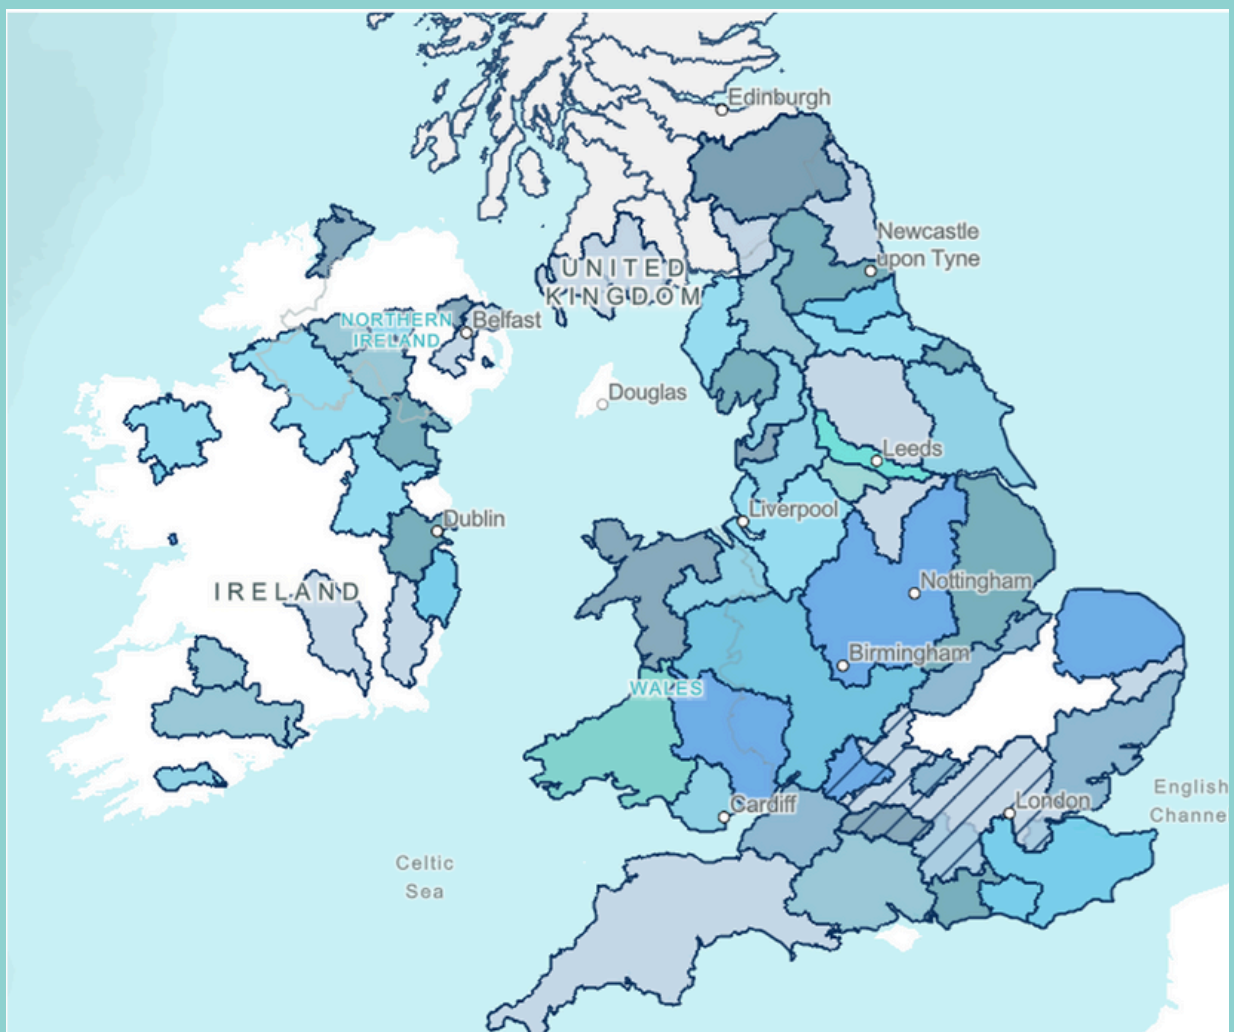 Edinburgh
Newcastle
upon Tyne
UNITED
KINGDOM
NORTHERN
IRELAND
Belfast
Douglas
Leeds
Liverpool
Dublin
IRELAND
Nottingham
Birmingham
WALES
Cardiff
London
English
Channe
Celtic
Sea